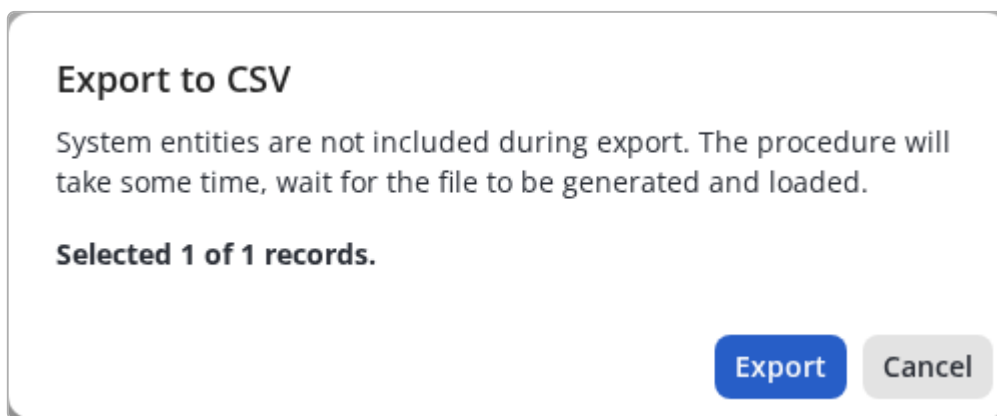 Export to CSV
System entities are not included during export. The procedure will
take some time, wait for the file to be generated and loaded.
Selected 1 of 1 records.
Export
Cancel